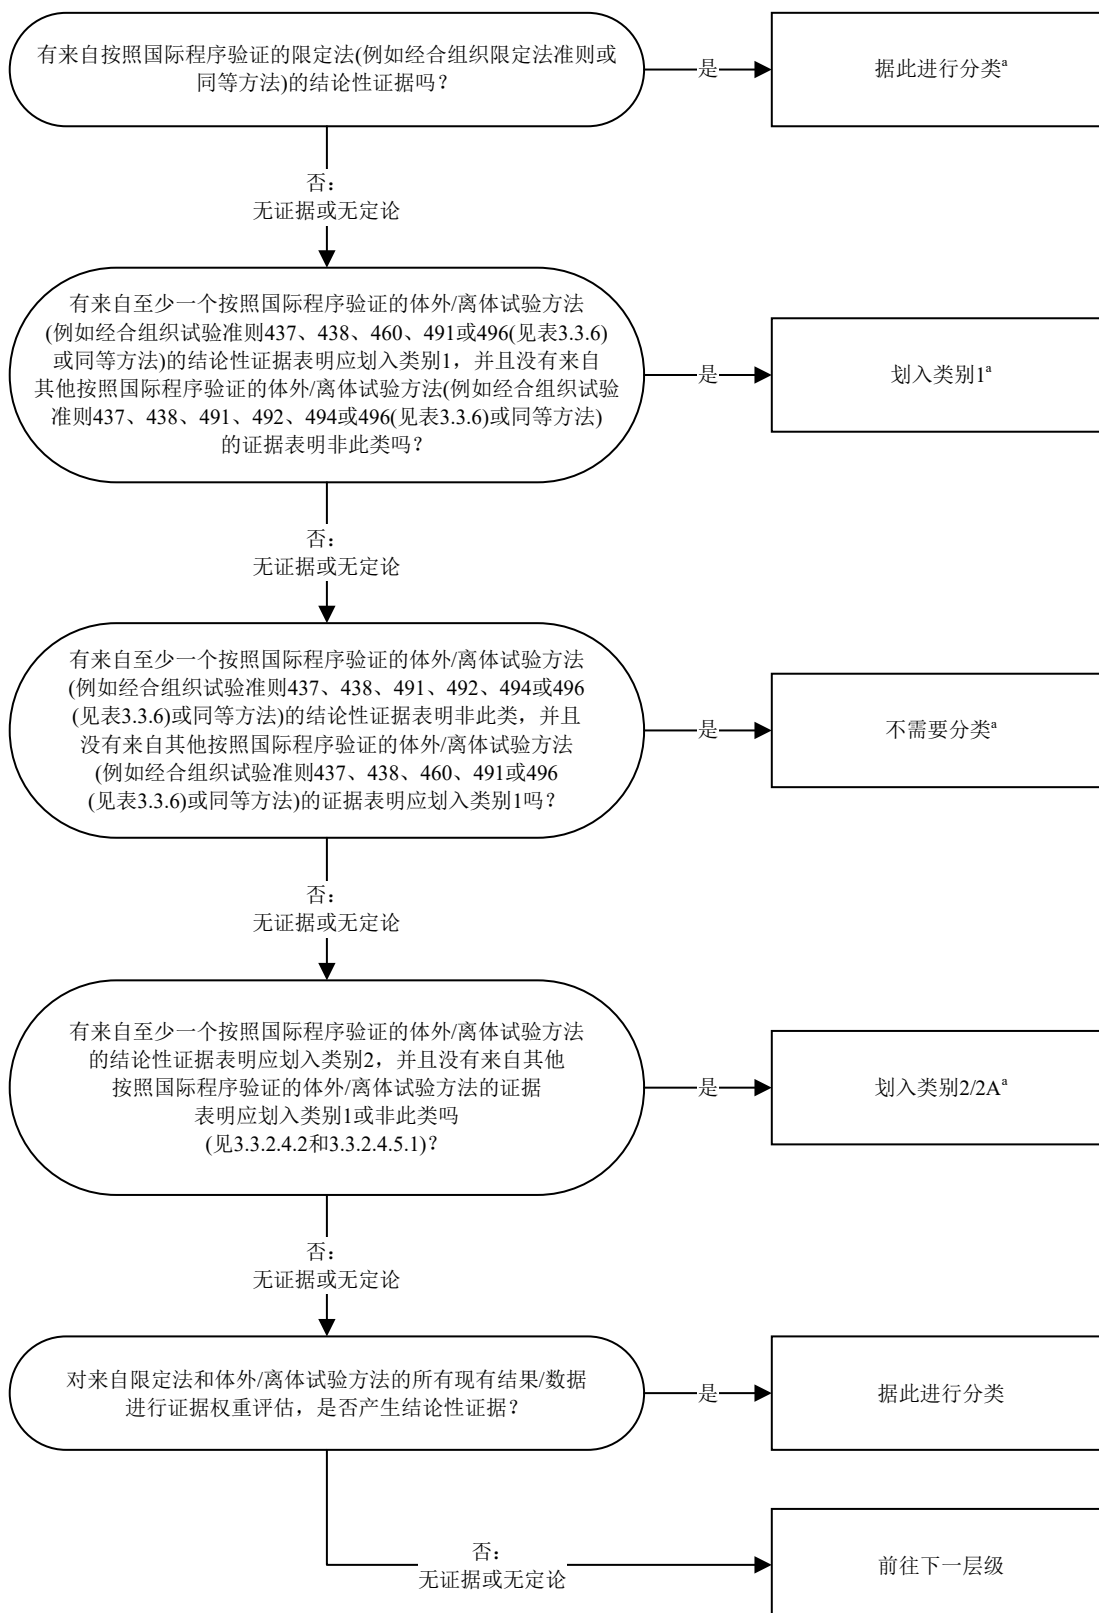 有来自按照国际程序验证的限定法(例如经合组织限定法准则或
同等方法)的结论性证据吗？
是
据此进行分类ᵃ
否：
无证据或无定论
有来自至少一个按照国际程序验证的体外/离体试验方法
(例如经合组织试验准则437、438、460、491或496(见表3.3.6)
或同等方法)的结论性证据表明应划入类别1，并且没有来自
其他按照国际程序验证的体外/离体试验方法(例如经合组织试验
准则437、438、491、492、494或496(见表3.3.6)或同等方法)
的证据表明非此类吗？
是
划入类别1ᵃ
否：
无证据或无定论
有来自至少一个按照国际程序验证的体外/离体试验方法
(例如经合组织试验准则437、438、491、492、494或496
(见表3.3.6)或同等方法)的结论性证据表明非此类，并且
没有来自其他按照国际程序验证的体外/离体试验方法
(例如经合组织试验准则437、438、460、491或496
(见表3.3.6)或同等方法)的证据表明应划入类别1吗？
是
不需要分类ᵃ
否：
无证据或无定论
有来自至少一个按照国际程序验证的体外/离体试验方法
的结论性证据表明应划入类别2，并且没有来自其他
按照国际程序验证的体外/离体试验方法的证据
表明应划入类别1或非此类吗
(见3.3.2.4.2和3.3.2.4.5.1)？
是
划入类别2/2Aᵃ
否：
无证据或无定论
对来自限定法和体外/离体试验方法的所有现有结果/数据
进行证据权重评估，是否产生结论性证据？
是
据此进行分类
否：
无证据或无定论
前往下一层级